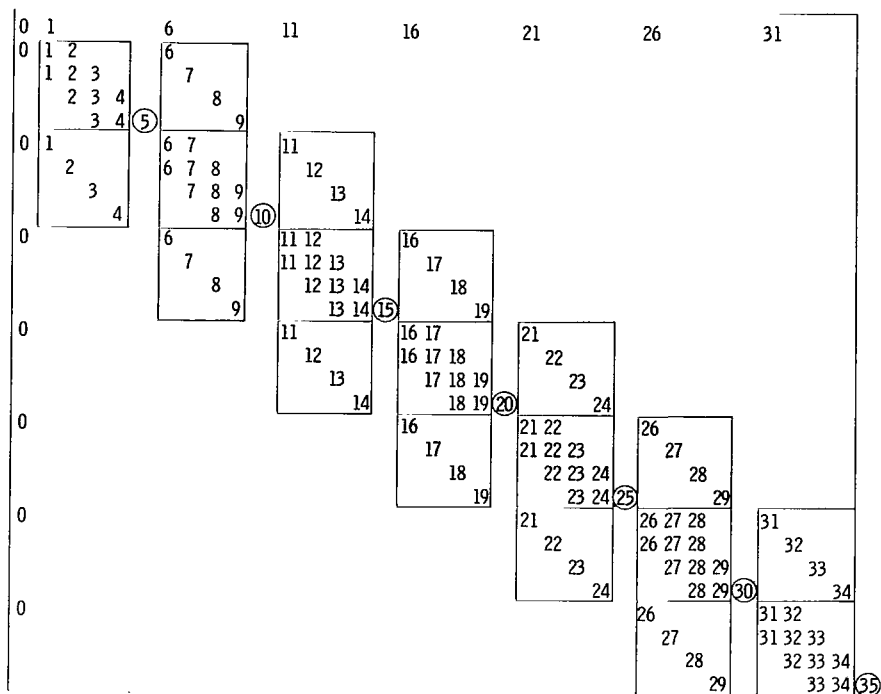 0 1 6 11 16 21 26 31
0 1 2 6
1 2 3 7
2 3 4 8
3 4 ⑤ 9
0 1 6 7 11
2 6 7 8 12
3 7 8 9 13
4 8 9 ⑩ 14
0 6 11 12 16
7 11 12 13 17
8 12 13 14 18
9 13 14 ⑮ 19
0 11 16 17 21
12 16 17 18 22
13 17 18 19 23
14 18 19 ⑳ 24
0 16 21 22 26
17 21 22 23 27
18 22 23 24 28
19 23 24 ㉕ 29
0 21 26 27 28 31
22 26 27 28 32
23 27 28 29 33
24 28 29 ㉚ 34
0 26 31 32
27 31 32 33
28 32 33 34
29 33 34 ㉟